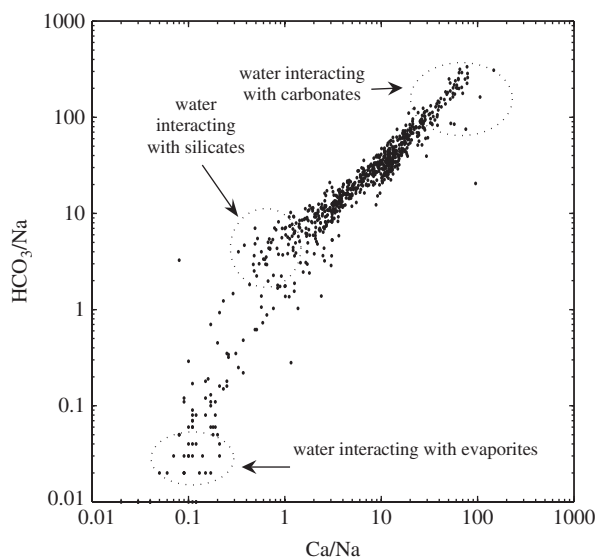 1000
100
10
1
0.1
0.01
HCO₃/Na
water interacting
with carbonates
water
interacting
with silicates
water interacting with evaporites
0.01
0.1
1
10
100
1000
Ca/Na